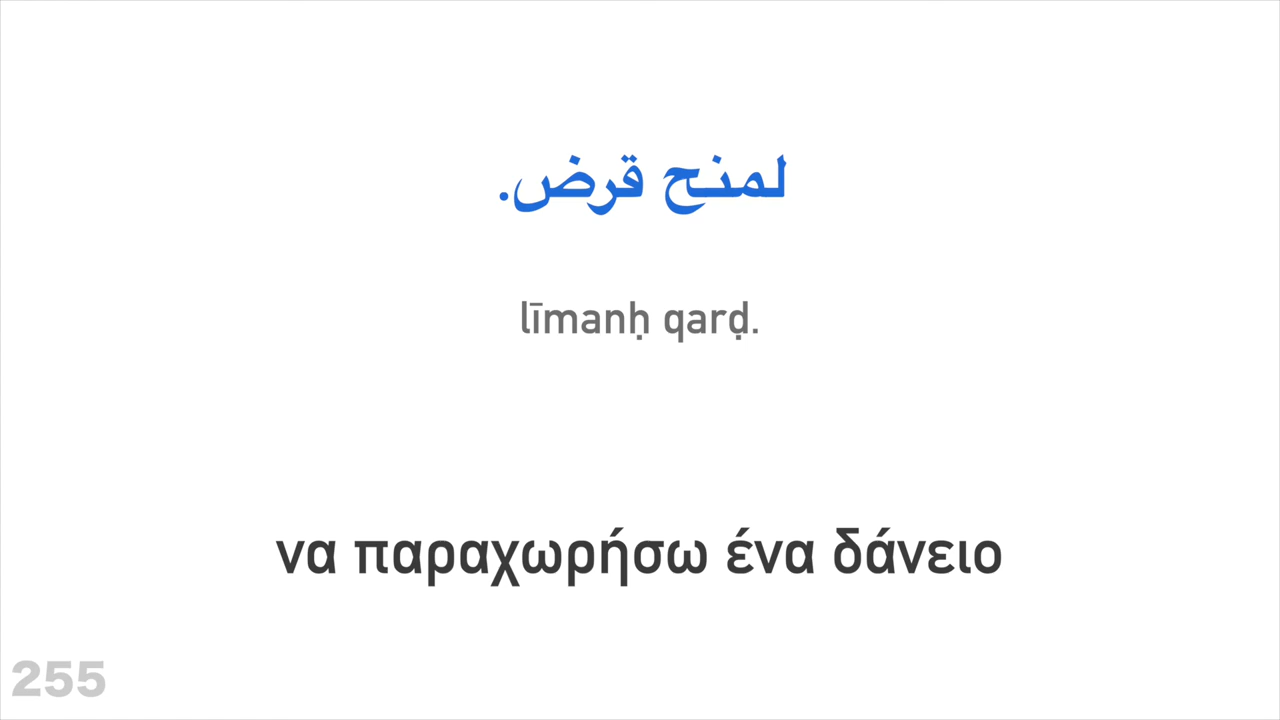 لمنح قرض.
līmanḥ qarḍ.
να παραχωρήσω ένα δάνειο
255